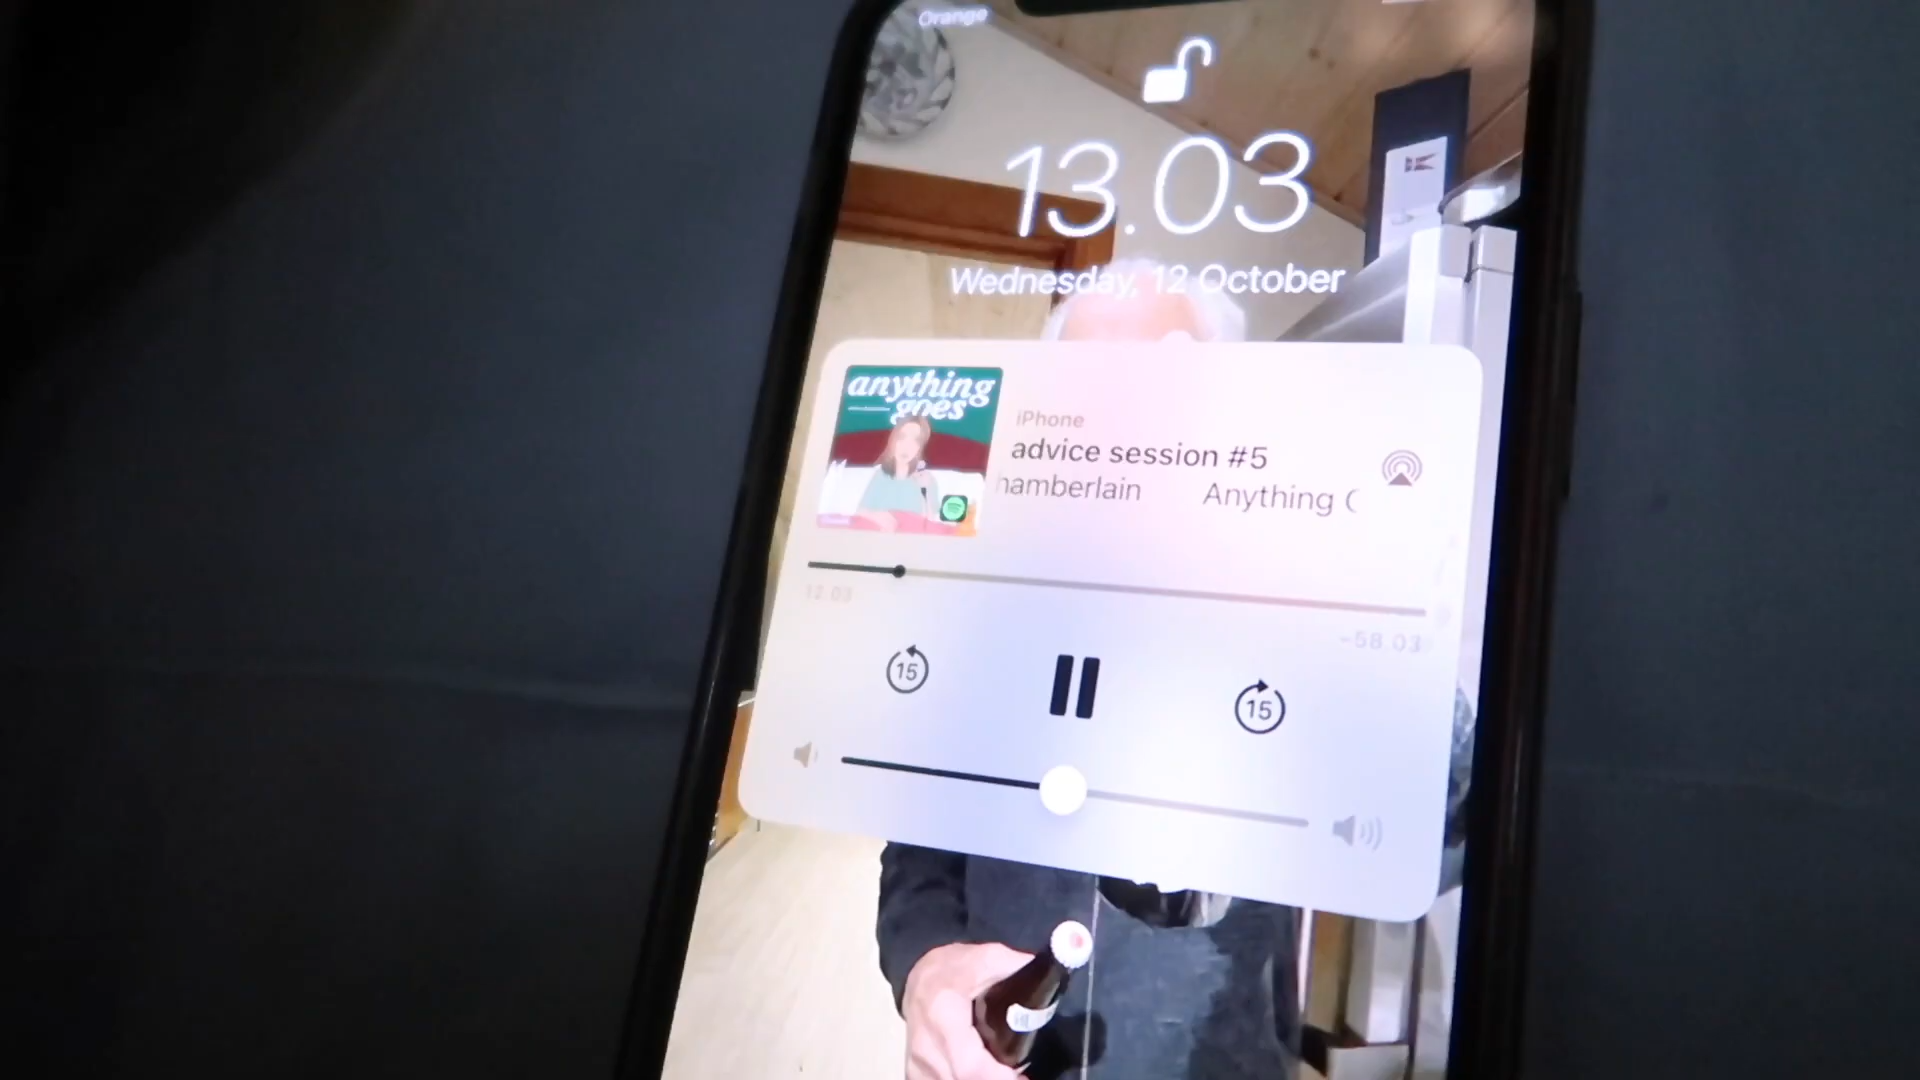 Orange
13.03
Wednesday, 12 October
anything
goes
iPhone
advice session #5
hamberlain Anything
12.03
-58.03
15
15